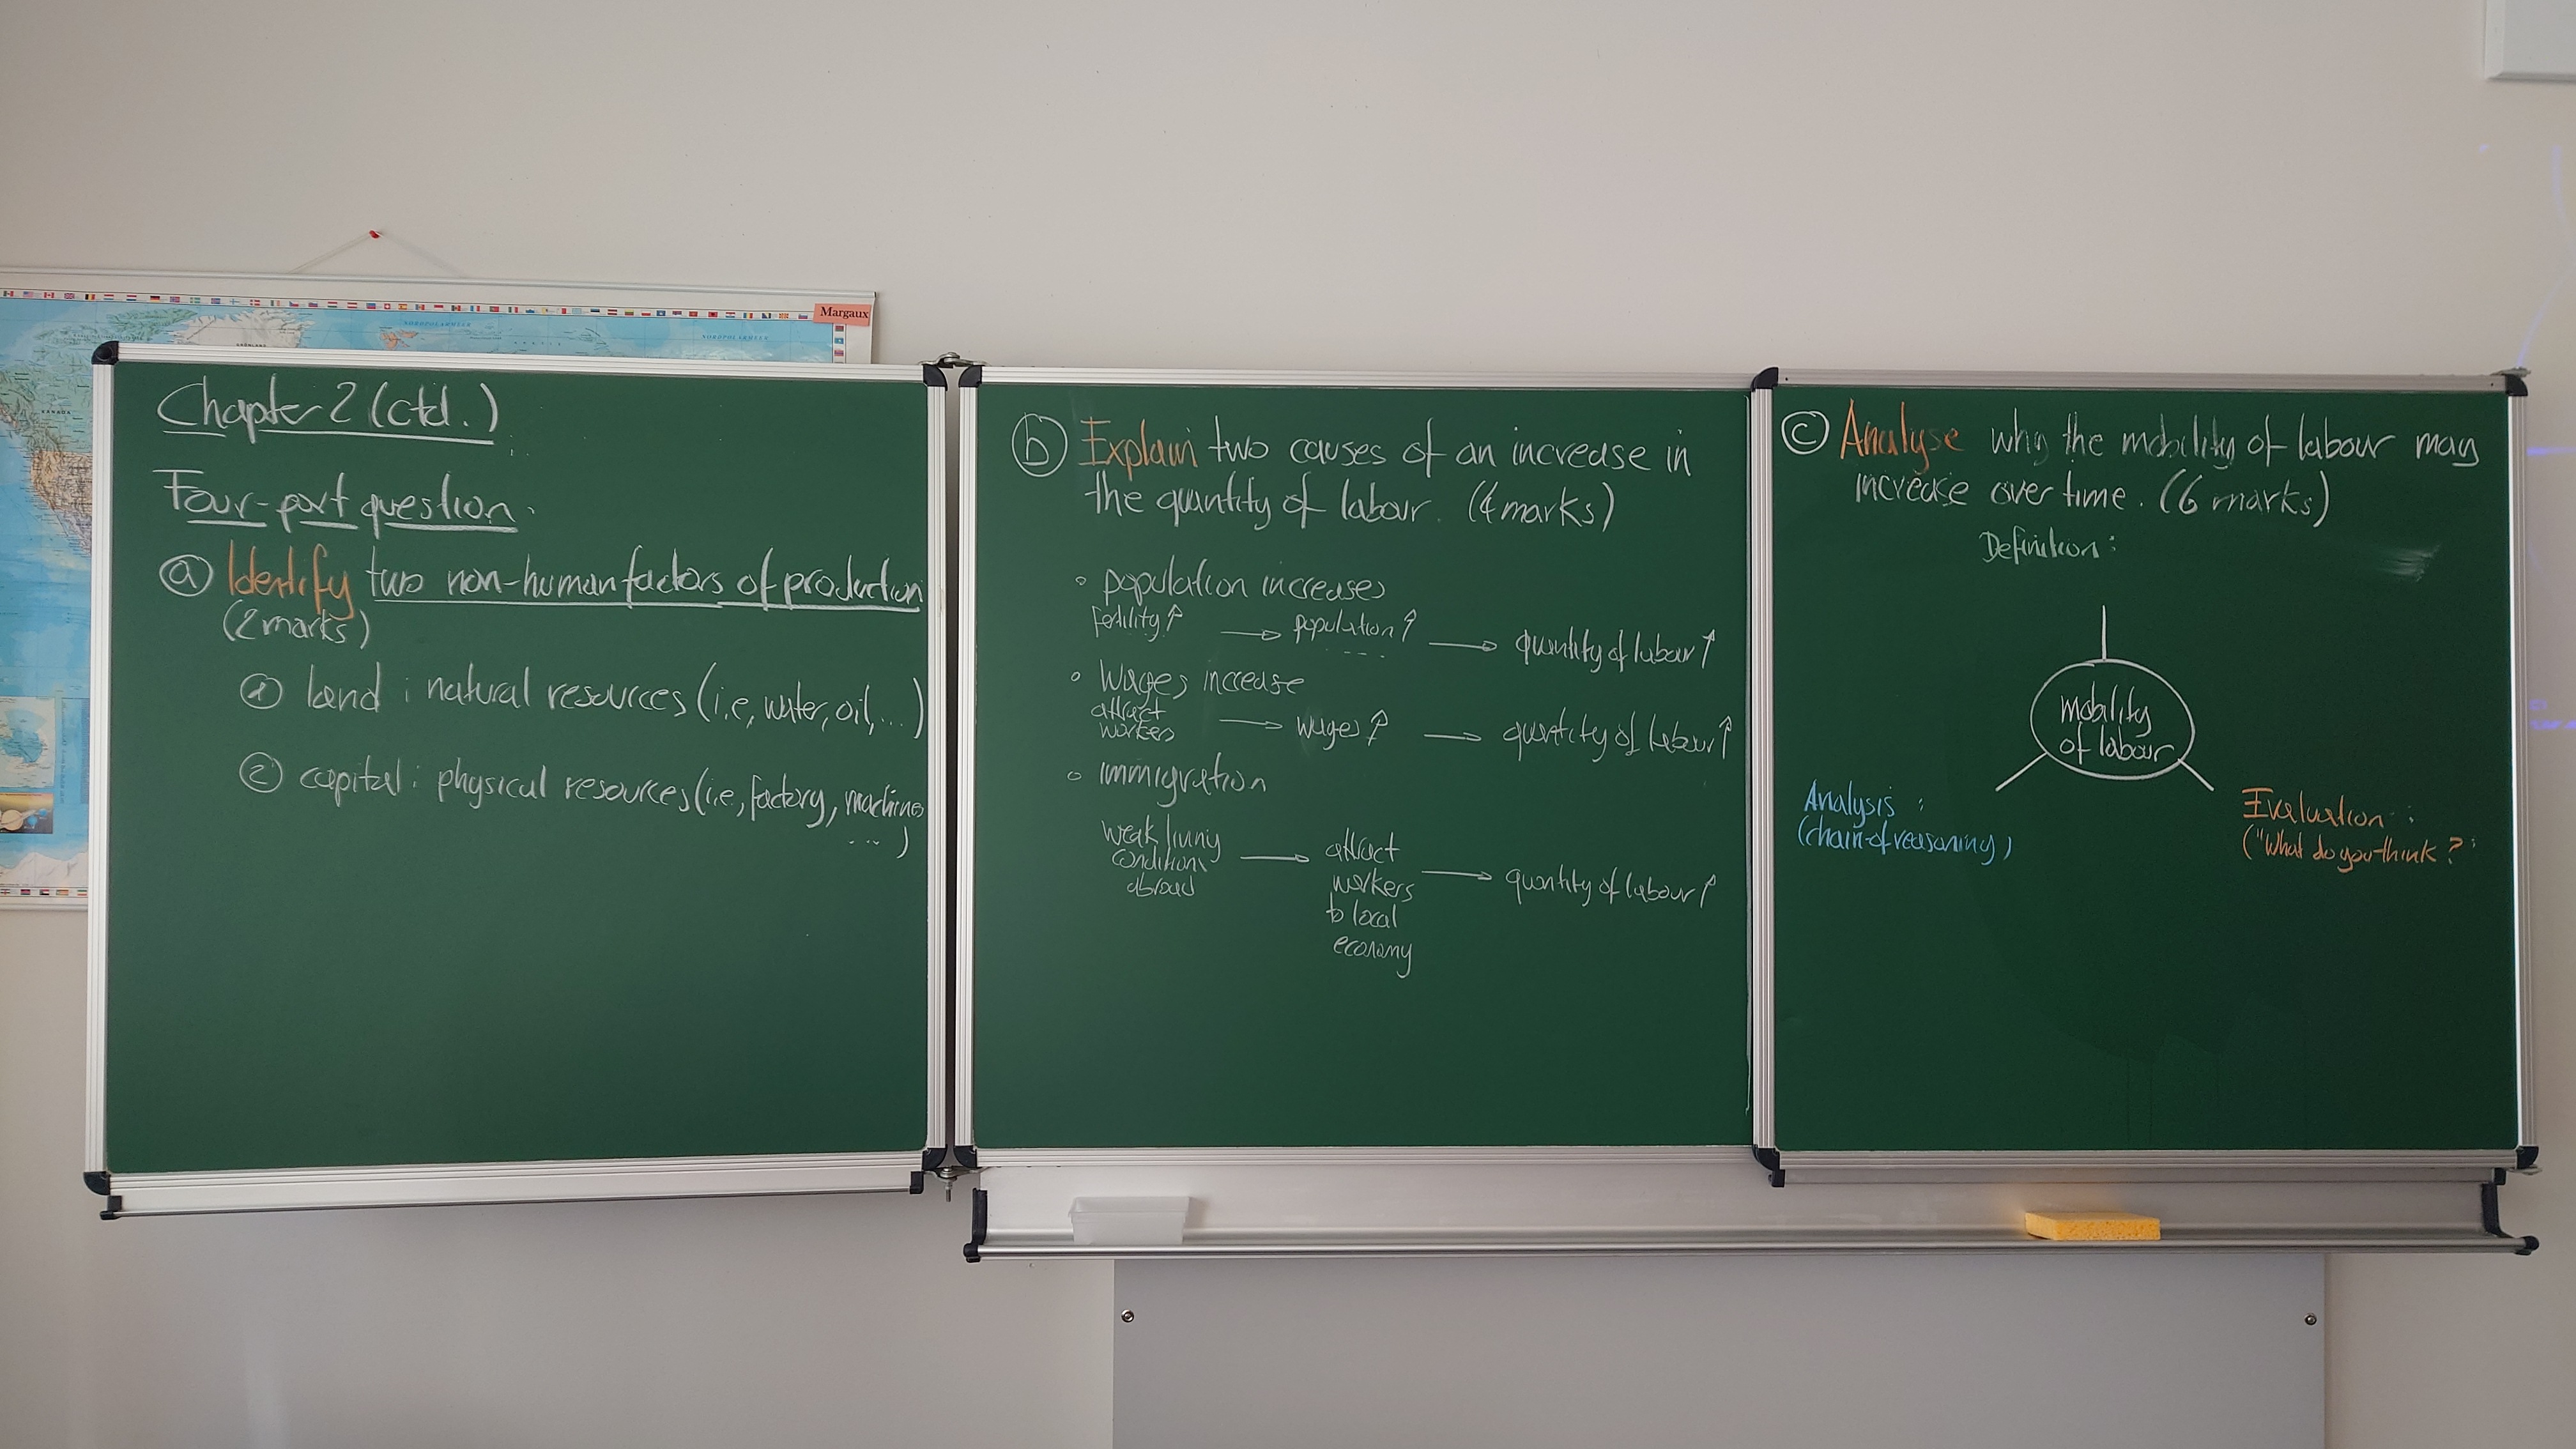 Margaux
NORDPOLARMEER
NORDPOLARMEER
KANADA
Chapter 2 (ctd.)
Four-part question:
ⓐ Identify two non-human factors of production
(2 marks)
① land : natural resources (i.e, water, oil, ...)
② capital : physical resources (i.e., factory, machines
...)
ⓑ Explain two causes of an increase in
the quantity of labour. (4 marks)
◦ population increases
fertility ↑ → population ↑ → quantity of labour ↑
◦ Wages increase
attract
workers → wages ↑ → quantity of labour ↑
◦ immigration
weak living
conditions
abroad → attract
workers
to local
economy → quantity of labour ↑
ⓒ Analyse why the mobility of labour may
increase over time. (6 marks)
Definition :
mobility
of labour
Analysis :
(chain of reasoning)
Evaluation :
("What do you think ?"